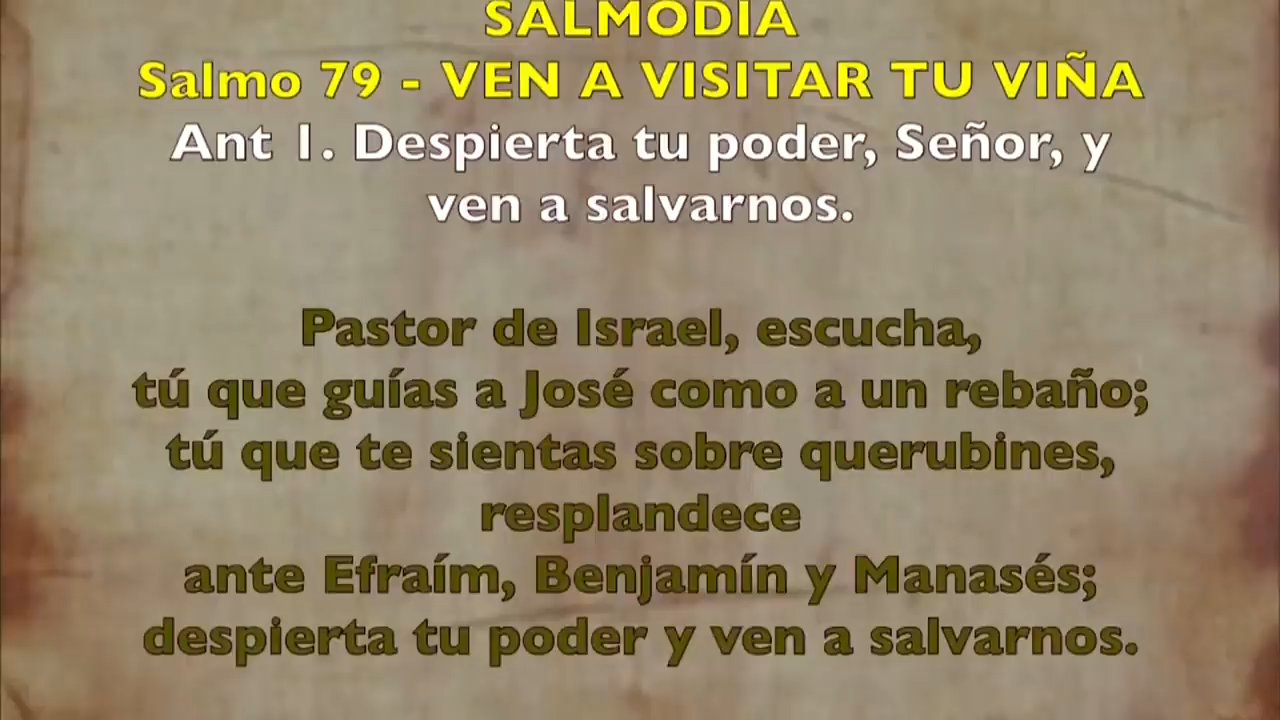 SALMODIA
Salmo 79 - VEN A VISITAR TU VIÑA
Ant 1. Despierta tu poder, Señor, y
ven a salvarnos.
Pastor de Israel, escucha,
tú que guías a José como a un rebaño;
tú que te sientas sobre querubines,
resplandece
ante Efraím, Benjamín y Manasés;
despierta tu poder y ven a salvarnos.